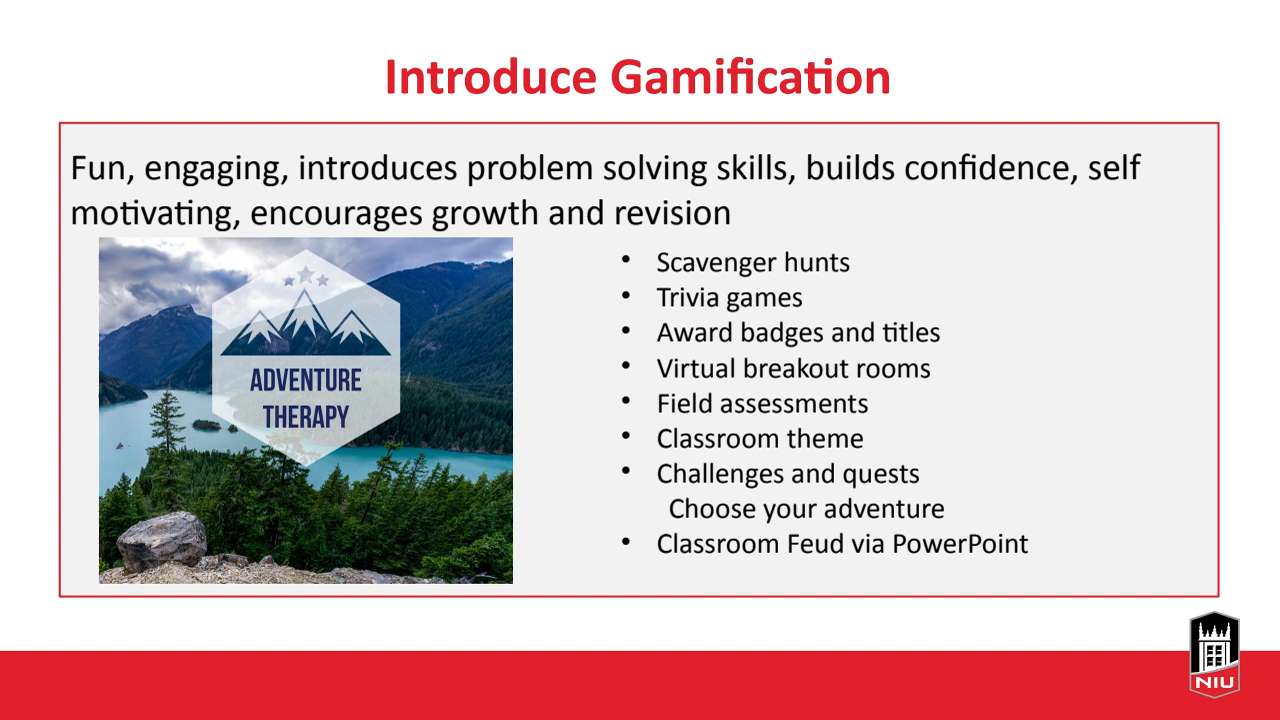 Introduce Gamification
Fun, engaging, introduces problem solving skills, builds confidence, self
motivating, encourages growth and revision
ADVENTURE
THERAPY
• Scavenger hunts
• Trivia games
• Award badges and titles
• Virtual breakout rooms
• Field assessments
• Classroom theme
• Challenges and quests
Choose your adventure
• Classroom Feud via PowerPoint
NIU